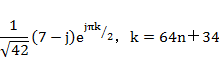 1/√42 (7 − j)e^(jπk/2), k = 64n+34